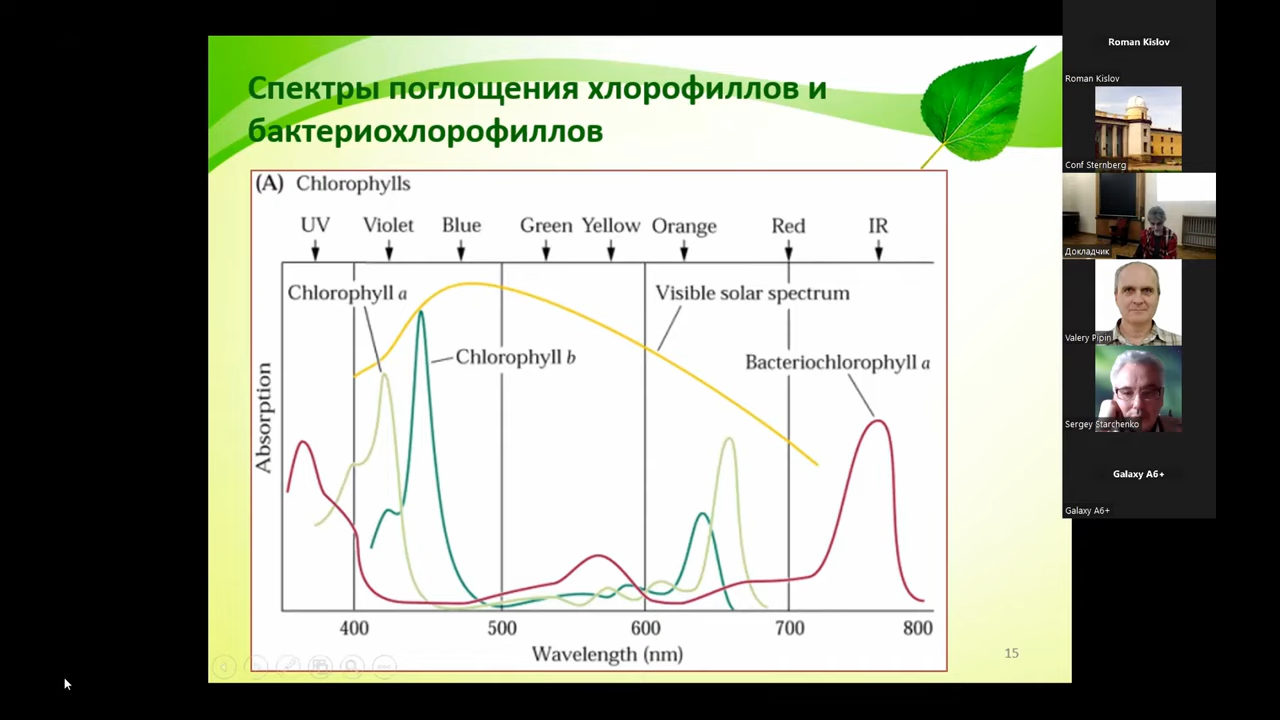 Спектры поглощения хлорофиллов и
бактериохлорофиллов
(A) Chlorophylls
UV Violet Blue Green Yellow Orange Red IR
Chlorophyll a
Visible solar spectrum
Chlorophyll b
Bacteriochlorophyll a
Absorption
400 500 600 700 800
Wavelength (nm)
15
Roman Kislov
Roman Kislov
Conf Sternberg
Докладчик
Valery Pipin
Sergey Starchenko
Galaxy A6+
Galaxy A6+